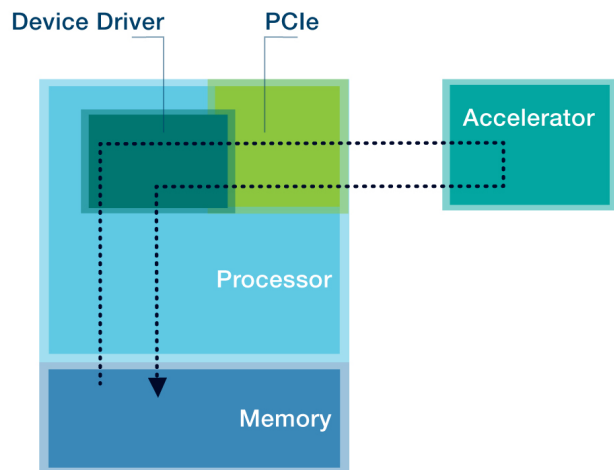 Device Driver
PCIe
Accelerator
Processor
Memory